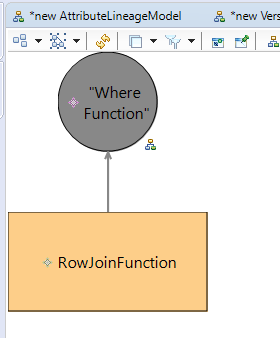 *new AttributeLineageModel
*new Vers
"Where
Function"
RowJoinFunction